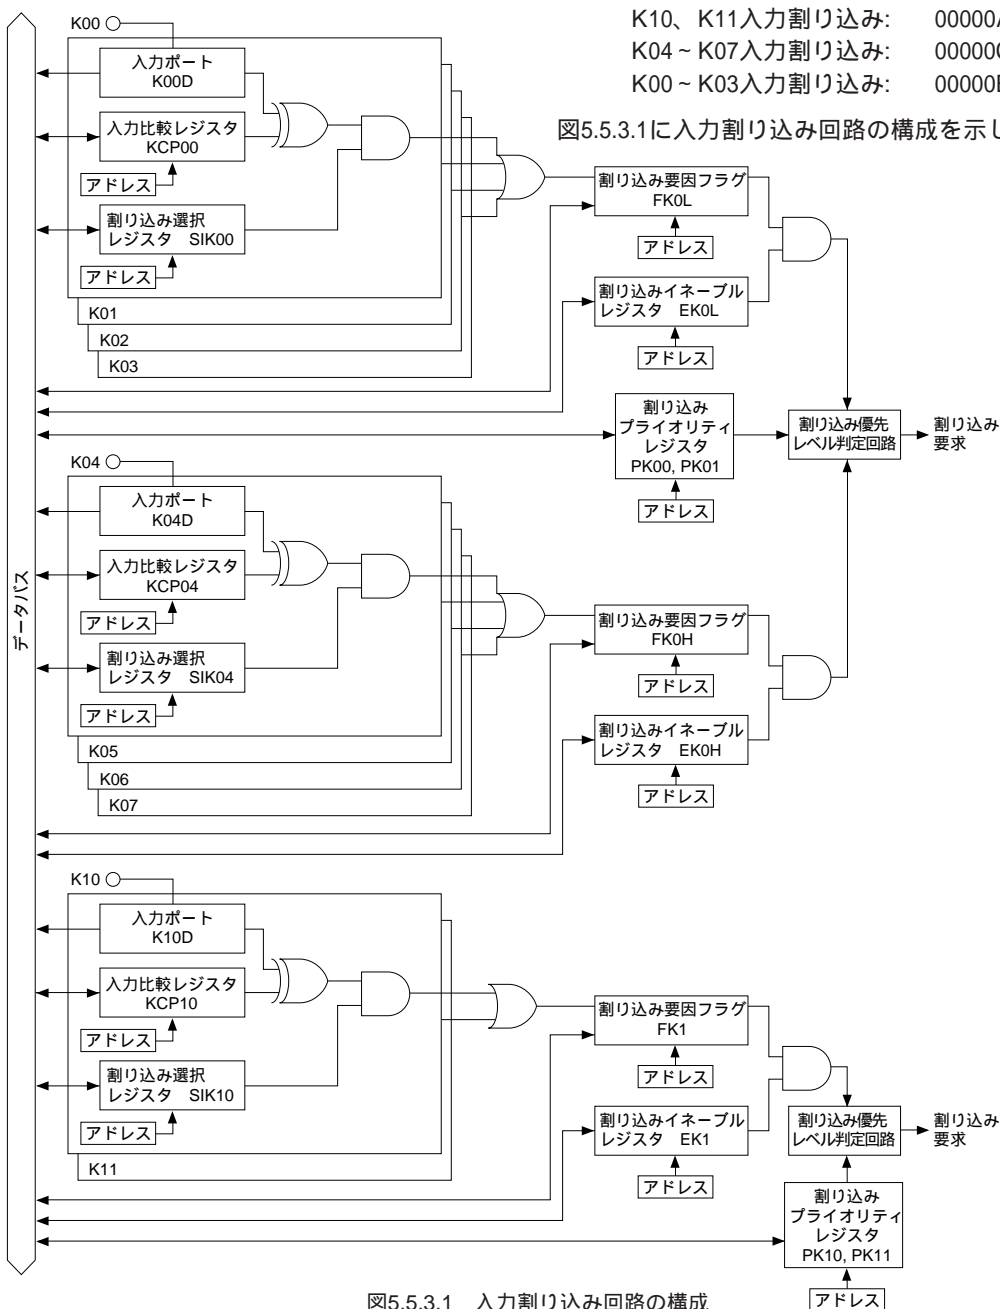 K10、K11入力割り込み: 00000A
K04~K07入力割り込み: 00000
K00~K03入力割り込み: 00000
図5.5.3.1に入力割り込み回路の構成を示し
データバス
K00
入力ポート
K00D
入力比較レジスタ
KCP00
アドレス
割り込み選択
レジスタ SIK00
アドレス
K01
K02
K03
割り込み要因フラグ
FK0L
アドレス
割り込みイネーブル
レジスタ EK0L
アドレス
割り込み
プライオリティ
レジスタ
PK00, PK01
アドレス
割り込み優先
レベル判定回路
割り込み
要求
K04
入力ポート
K04D
入力比較レジスタ
KCP04
アドレス
割り込み選択
レジスタ SIK04
アドレス
K05
K06
K07
割り込み要因フラグ
FK0H
アドレス
割り込みイネーブル
レジスタ EK0H
アドレス
K10
入力ポート
K10D
入力比較レジスタ
KCP10
アドレス
割り込み選択
レジスタ SIK10
アドレス
K11
割り込み要因フラグ
FK1
アドレス
割り込みイネーブル
レジスタ EK1
アドレス
割り込み優先
レベル判定回路
割り込み
要求
割り込み
プライオリティ
レジスタ
PK10, PK11
アドレス
図5.5.3.1 入力割り込み回路の構成